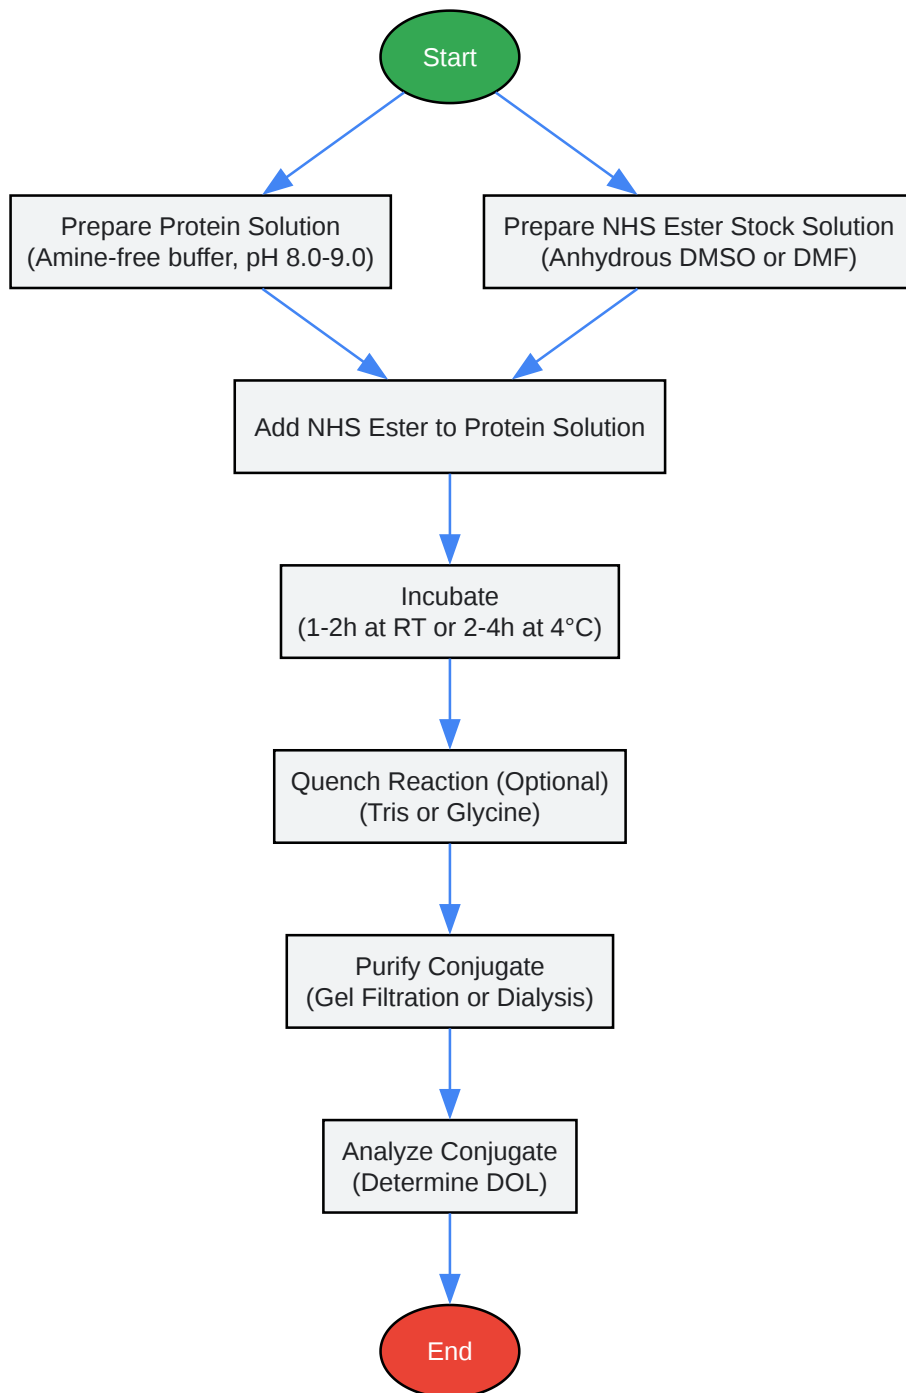 Start
Prepare Protein Solution
(Amine-free buffer, pH 8.0-9.0)
Prepare NHS Ester Stock Solution
(Anhydrous DMSO or DMF)
Add NHS Ester to Protein Solution
Incubate
(1-2h at RT or 2-4h at 4°C)
Quench Reaction (Optional)
(Tris or Glycine)
Purify Conjugate
(Gel Filtration or Dialysis)
Analyze Conjugate
(Determine DOL)
End